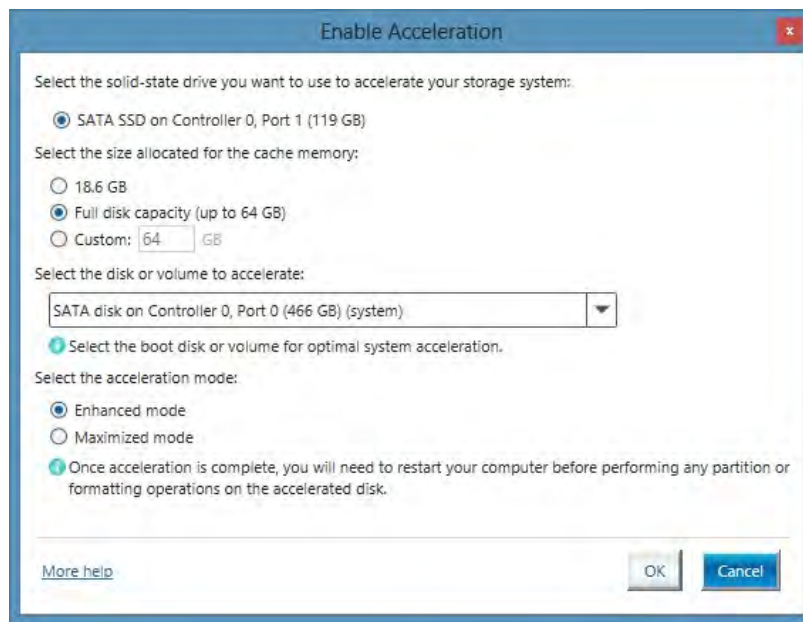 Enable Acceleration
x
Select the solid-state drive you want to use to accelerate your storage system:
SATA SSD on Controller 0, Port 1 (119 GB)
Select the size allocated for the cache memory:
18.6 GB
Full disk capacity (up to 64 GB)
Custom: 64 GB
Select the disk or volume to accelerate:
SATA disk on Controller 0, Port 0 (466 GB) (system)
Select the boot disk or volume for optimal system acceleration.
Select the acceleration mode:
Enhanced mode
Maximized mode
Once acceleration is complete, you will need to restart your computer before performing any partition or
formatting operations on the accelerated disk.
More help OK Cancel